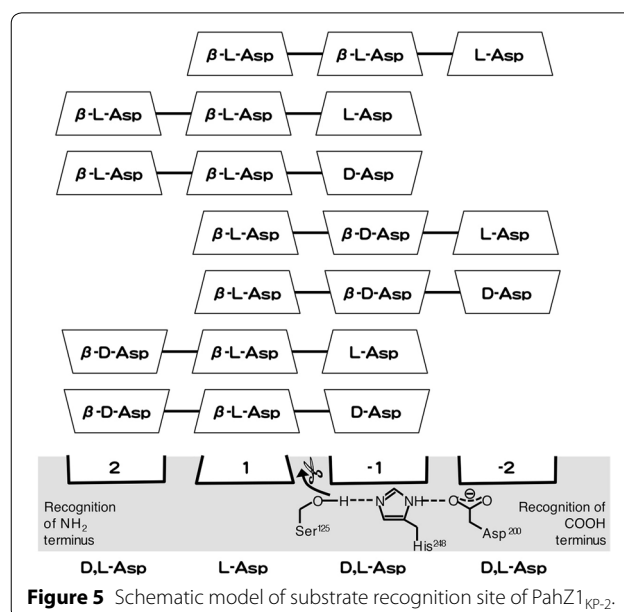 β-L-Asp β-L-Asp L-Asp
β-L-Asp β-L-Asp L-Asp
β-L-Asp β-L-Asp D-Asp
β-L-Asp β-D-Asp L-Asp
β-L-Asp β-D-Asp D-Asp
β-D-Asp β-L-Asp L-Asp
β-D-Asp β-L-Asp D-Asp
2 1 -1 -2
Recognition
of NH₂
terminus
O H N NH O ⊖ O
Ser¹²⁵
His²⁴⁸
Asp²⁰⁰
Recognition of
COOH
terminus
D,L-Asp L-Asp D,L-Asp D,L-Asp
Figure 5 Schematic model of substrate recognition site of PahZ1KP-2.